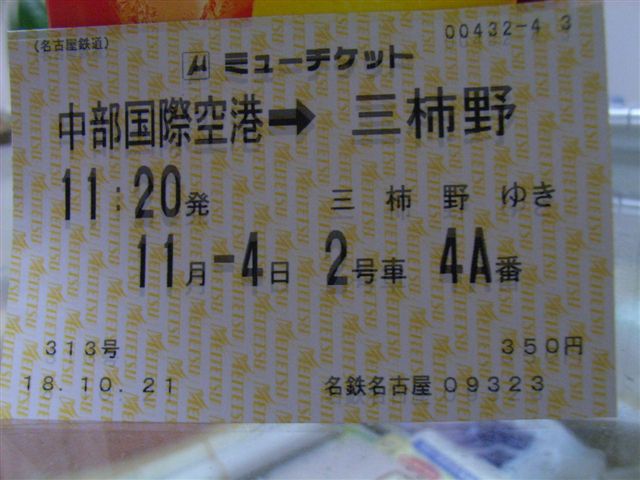 00432-4 3
（名古屋鉄道）
μ ミューチケット
中部国際空港➡三柿野
11:20発 三柿野ゆき
11月-4日 2号車 4A番
313号 350円
18.10.21 名鉄名古屋 09323